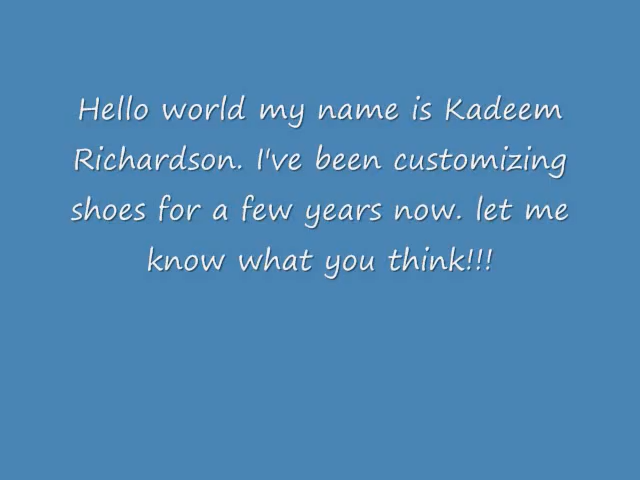 Hello world my name is Kadeem
Richardson. I've been customizing
shoes for a few years now. let me
know what you think!!!